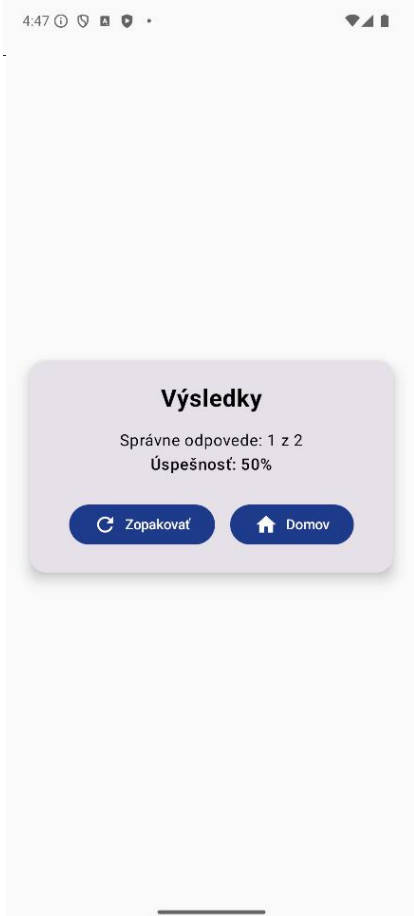 4:47
Výsledky
Správne odpovede: 1 z 2
Úspešnosť: 50%
Zopakovať Domov